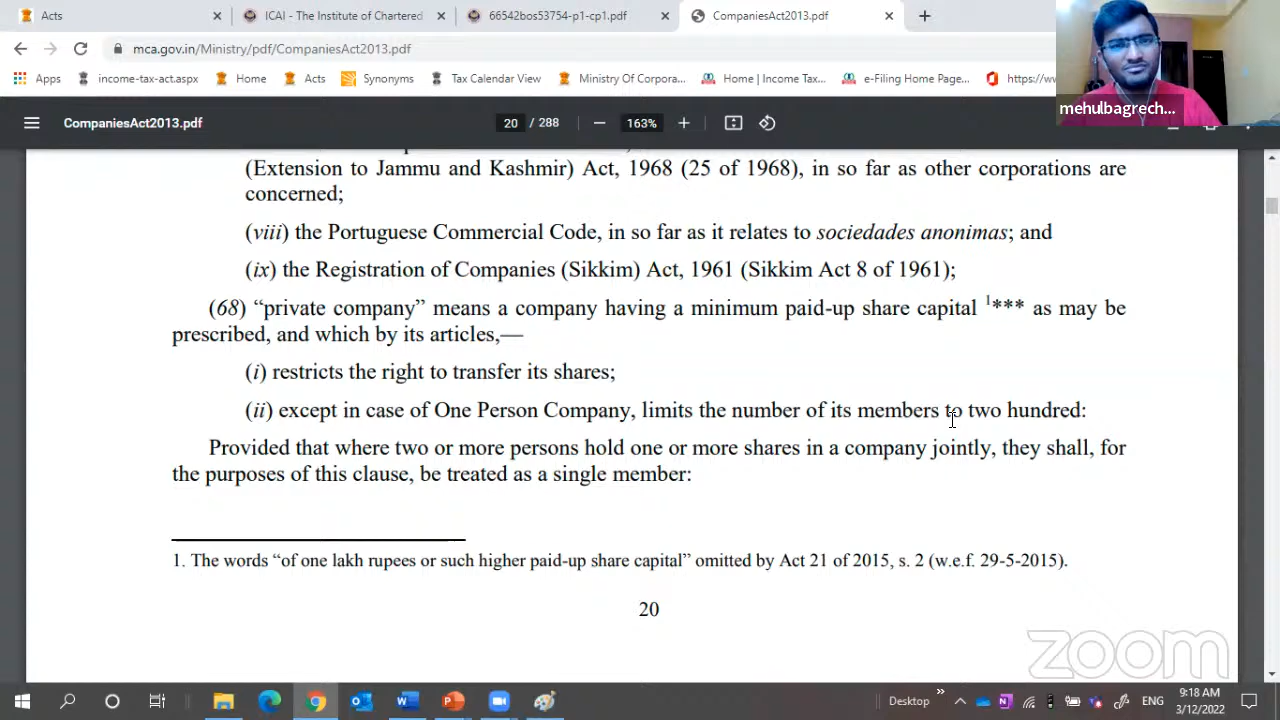 Acts
ICAI - The Institute of Chartered
66542bos53754-p1-cp1.pdf
CompaniesAct2013.pdf
mca.gov.in/Ministry/pdf/CompaniesAct2013.pdf
Apps
income-tax-act.aspx
Home
Acts
Synonyms
Tax Calendar View
Ministry Of Corpora...
Home | Income Tax...
e-Filing Home Page...
https://ww
mehulbagrech...
CompaniesAct2013.pdf
20 / 288
163%
(Extension to Jammu and Kashmir) Act, 1968 (25 of 1968), in so far as other corporations are
concerned;
(viii) the Portuguese Commercial Code, in so far as it relates to sociedades anonimas; and
(ix) the Registration of Companies (Sikkim) Act, 1961 (Sikkim Act 8 of 1961);
(68) “private company” means a company having a minimum paid-up share capital 1*** as may be
prescribed, and which by its articles,—
(i) restricts the right to transfer its shares;
(ii) except in case of One Person Company, limits the number of its members to two hundred:
Provided that where two or more persons hold one or more shares in a company jointly, they shall, for
the purposes of this clause, be treated as a single member:
1. The words “of one lakh rupees or such higher paid-up share capital” omitted by Act 21 of 2015, s. 2 (w.e.f. 29-5-2015).
20
zoom
Desktop
ENG
9:18 AM
3/12/2022